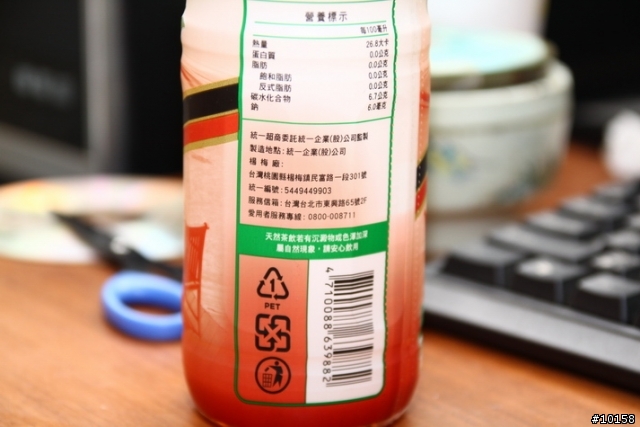 營養標示
每100毫升
熱量 26.8大卡
蛋白質 0.0公克
脂肪 0.0公克
飽和脂肪 0.0公克
反式脂肪 0.0公克
碳水化合物 6.7公克
鈉 6.0毫克
統一超商委託統一企業(股)公司監製
製造地點:統一企業(股)公司
楊梅廠:
台灣桃園縣楊梅鎮民富路一段301號
統一編號:5449449903
服務信箱:台灣台北市東興路65號2F
愛用者服務專線:0800-008711
天然茶飲若有沉澱物或色澤加深
屬自然現象,請安心飲用
1
PET
4710088639882
#10158